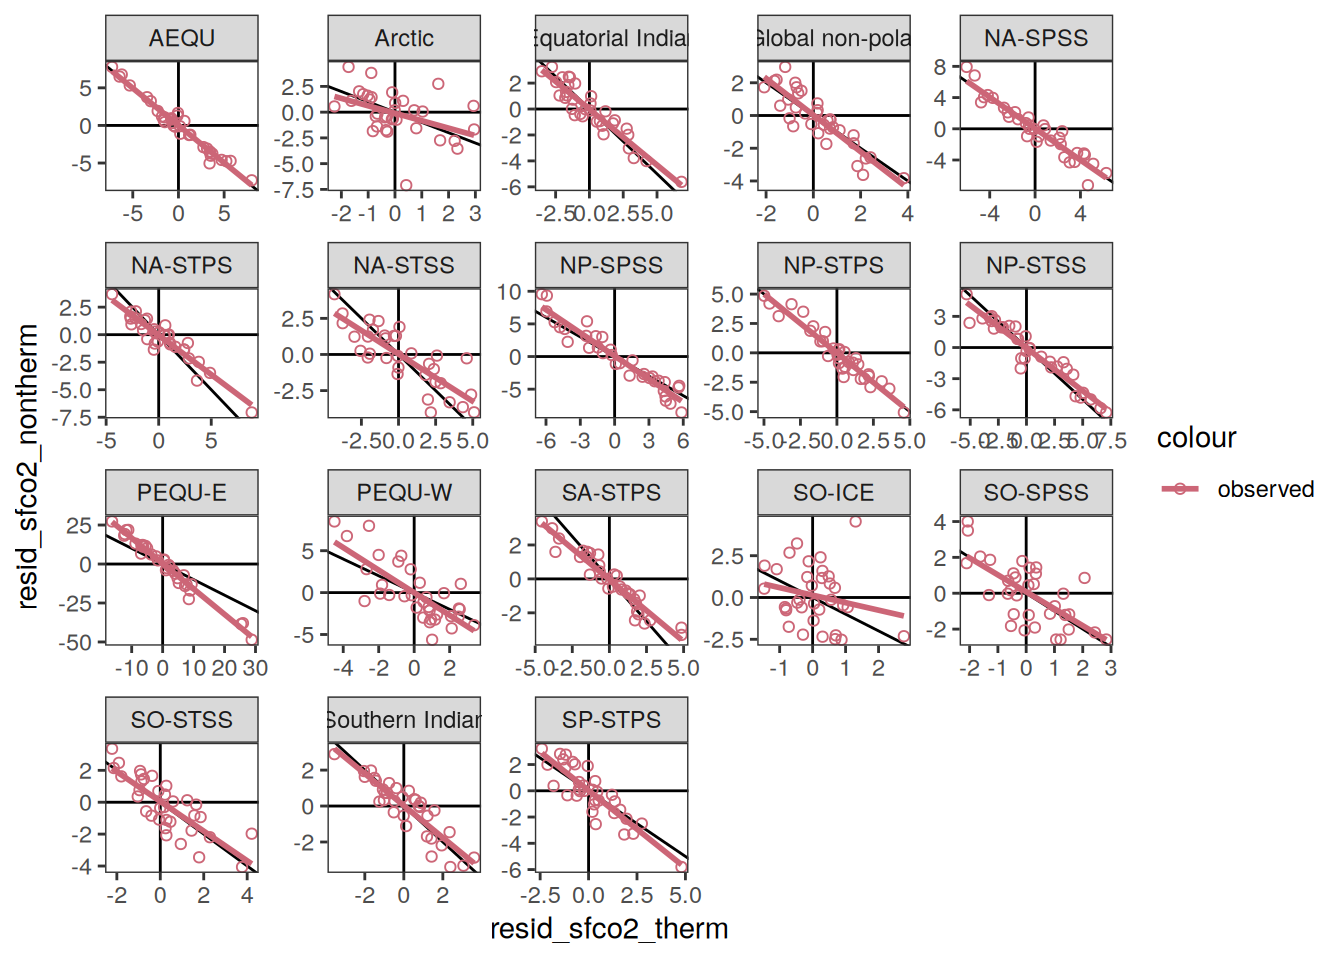 AEQU
Arctic
Equatorial Indian
Global non-pola
NA-SPSS
5
0
-5
-5 0 5
2.5
0.0
-2.5
-5.0
-7.5
-2 -1 0 1 2 3
2
0
-2
-4
-6
-2.5 0.0 2.5 5.0
2
0
-2
-4
-2 0 2 4
8
4
0
-4
-4 0 4
NA-STPS
NA-STSS
NP-SPSS
NP-STPS
NP-STSS
2.5
0.0
-2.5
-5.0
-7.5
-5 0 5
2.5
0.0
-2.5
-2.5 0.0 2.5 5.0
10
5
0
-5
-6 -3 0 3 6
5.0
2.5
0.0
-2.5
-5.0
-5.0 -2.5 0.0 2.5 5.0
3
0
-3
-6
-5.0 -2.5 0.0 2.5 5.0 7.5
PEQU-E
PEQU-W
SA-STPS
SO-ICE
SO-SPSS
25
0
-25
-50
-10 0 10 20 30
5
0
-5
-4 -2 0 2
2
0
-2
-5.0 -2.5 0.0 2.5 5.0
2.5
0.0
-2.5
-1 0 1 2
4
2
0
-2
-2 -1 0 1 2 3
SO-STSS
Southern Indian
SP-STPS
2
0
-2
-4
-2 0 2 4
2
0
-2
-2 0 2
2
0
-2
-4
-6
-2.5 0.0 2.5 5.0
resid_sfco2_therm
resid_sfco2_nontherm
colour
observed